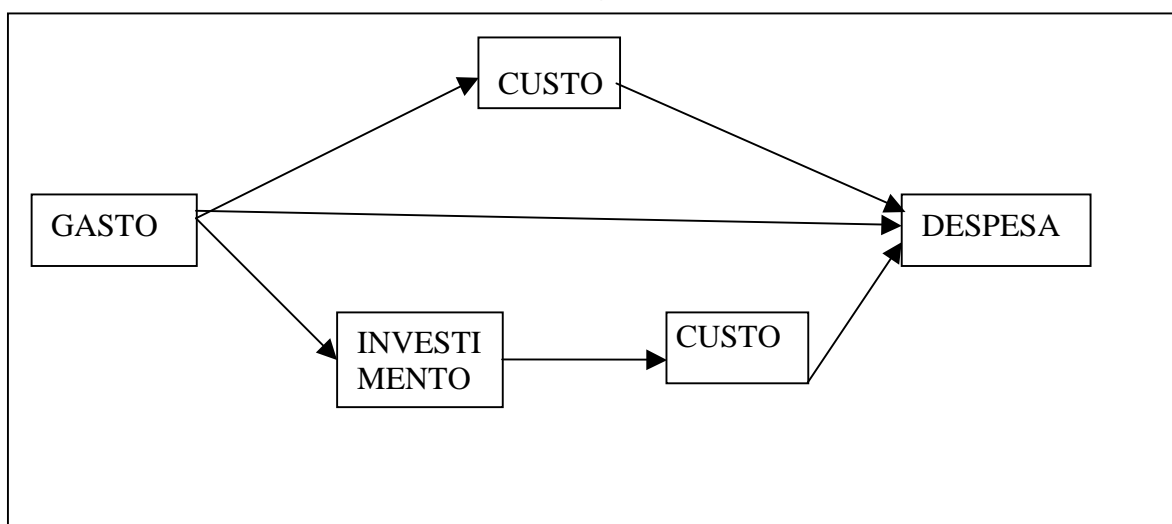 CUSTO
GASTO
DESPESA
INVESTI
MENTO
CUSTO